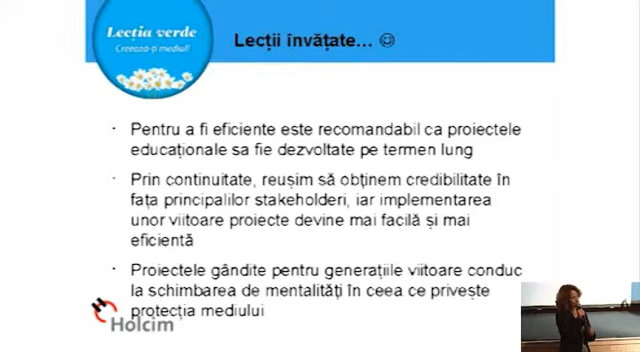 Lecția verde
Creează-ți mediul!
Lecții învățate... ☺
· Pentru a fi eficiente este recomandabil ca proiectele
educaționale sa fie dezvoltate pe termen lung
· Prin continuitate, reușim să obținem credibilitate în
fața principalilor stakeholderi, iar implementarea
unor viitoare proiecte devine mai facilă și mai
eficientă
· Proiectele gândite pentru generațiile viitoare conduc
la schimbarea de mentalități în ceea ce privește
protecția mediului
Holcim